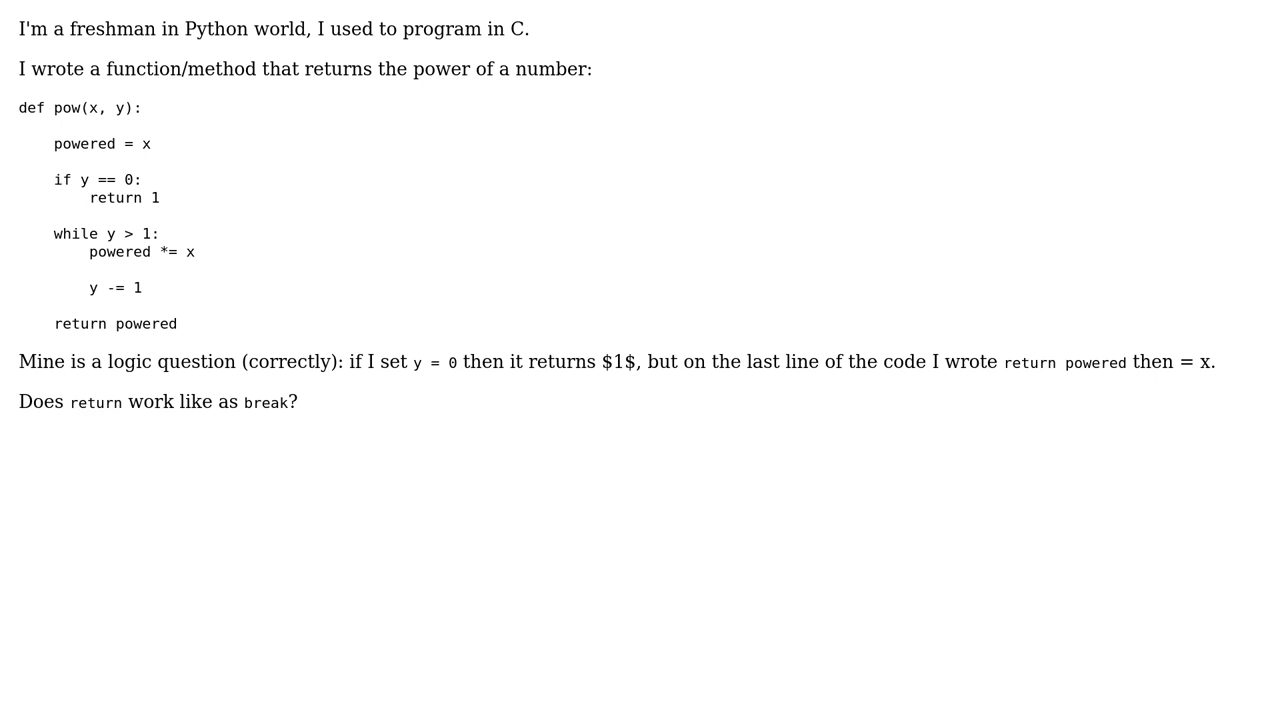 I'm a freshman in Python world, I used to program in C.
I wrote a function/method that returns the power of a number:
def pow(x, y):
    powered = x
    if y == 0:
        return 1
    while y > 1:
        powered *= x
        y -= 1
    return powered
Mine is a logic question (correctly): if I set y = 0 then it returns $1$, but on the last line of the code I wrote return powered then = x.
Does return work like as break?